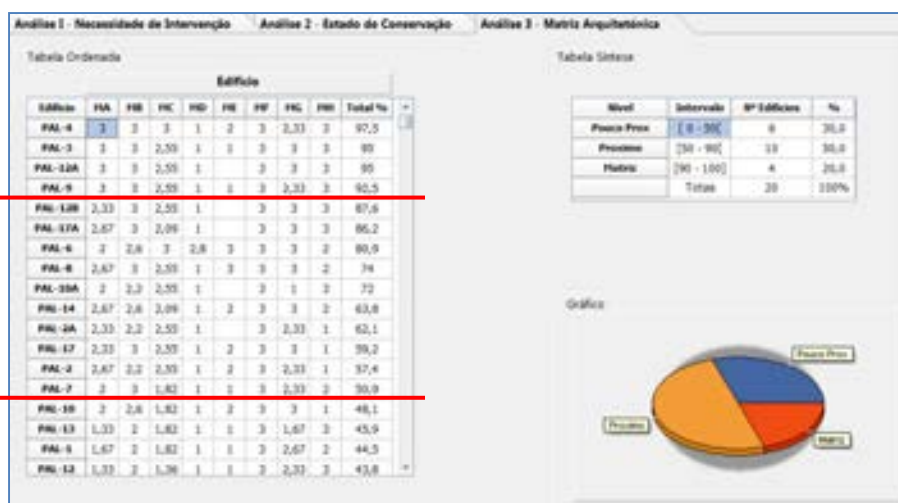 Análise I - Necessidade de Intervenção Análise 2 - Estado de Conservação Análise 3 - Matriz Arquitetónica
Tabela Ordenada
Edifício
Edifício MA MB MC MD ME MF MG MH Total %
PAL-4 3 3 3 1 2 3 2,33 3 97,5
PAL-3 3 3 2,55 1 1 3 3 3 95
PAL-12A 3 3 2,55 1 3 3 3 95
PAL-9 3 3 2,55 1 1 3 2,33 3 92,5
PAL-12B 2,33 3 2,55 1 3 3 3 87,6
PAL-17A 2,67 3 2,09 1 3 3 3 86,2
PAL-6 2 2,6 3 2,8 3 3 3 2 80,9
PAL-8 2,67 3 2,55 1 3 3 3 2 74
PAL-10A 2 2,2 2,55 1 3 1 3 72
PAL-14 2,67 2,6 2,09 1 2 3 3 2 63,8
PAL-2A 2,33 2,2 2,55 1 3 2,33 1 62,1
PAL-17 2,33 3 2,55 1 2 3 3 1 59,2
PAL-2 2,67 2,2 2,55 1 2 3 2,33 1 57,4
PAL-7 2 3 1,82 1 1 3 2,33 2 50,9
PAL-10 2 2,6 1,82 1 2 3 3 1 48,1
PAL-13 1,33 2 1,82 1 1 3 1,67 3 45,9
PAL-1 1,67 2 1,82 1 1 3 2,67 2 44,5
PAL-12 1,33 2 1,36 1 1 3 2,33 3 43,8
Tabela Síntese
Nível Intervalo Nº Edifícios %
Pouco Prox [ 0 - 50[ 6 30,0
Proximo [50 - 90[ 10 50,0
Matriz [90 - 100] 4 20,0
Totas 20 100%
Gráfico
Pouco Prox
Proximo
Matriz